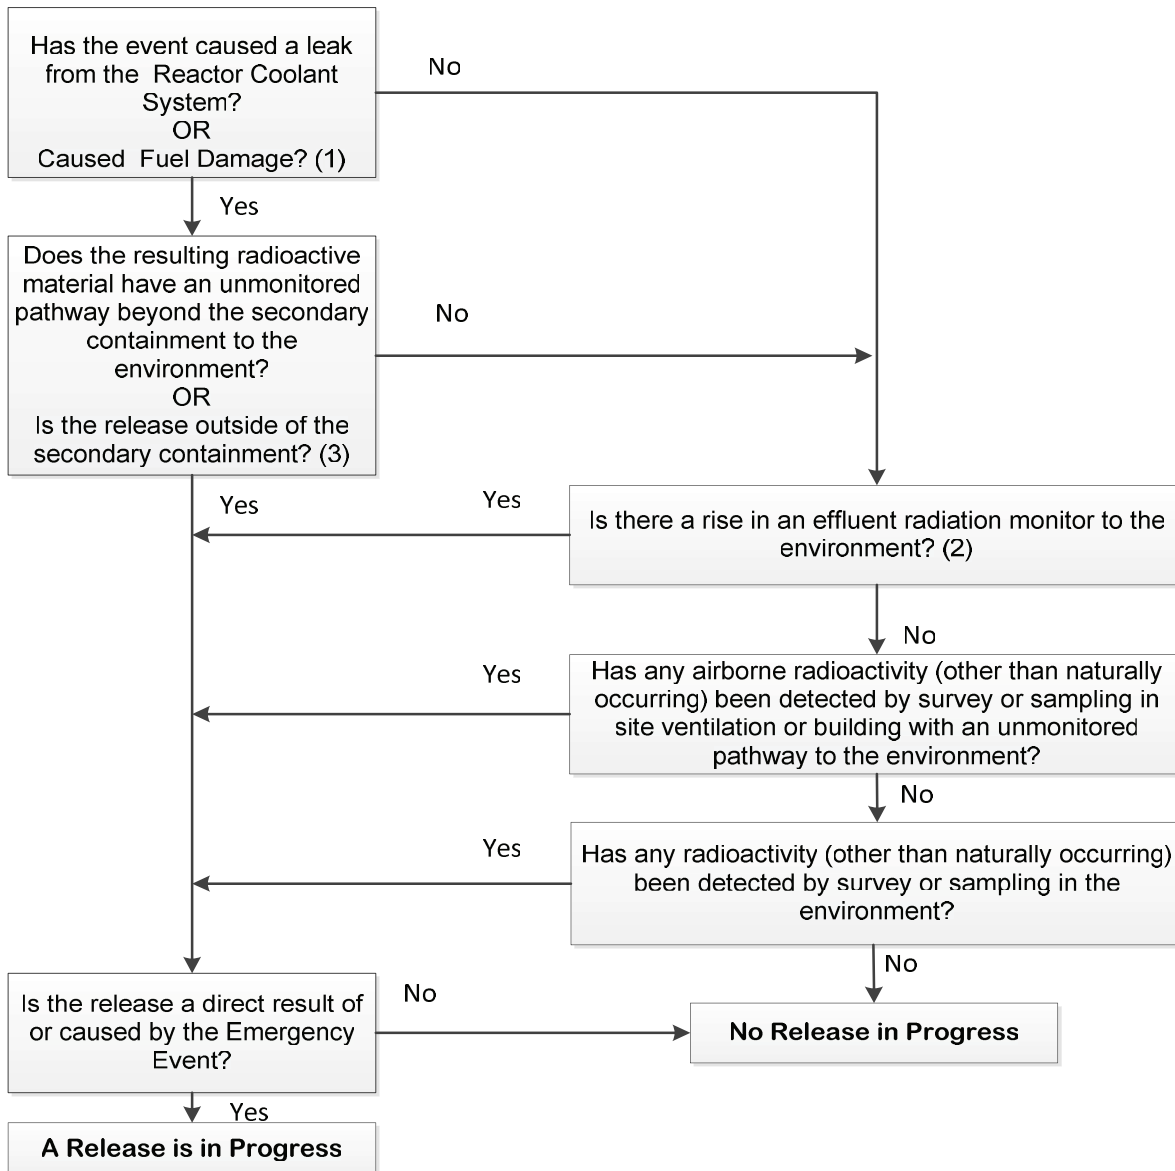 Has the event caused a leak
from the Reactor Coolant
System?
OR
Caused Fuel Damage? (1)
No
Yes
Does the resulting radioactive
material have an unmonitored
pathway beyond the secondary
containment to the
environment?
OR
Is the release outside of the
secondary containment? (3)
No
Yes
Yes
Is there a rise in an effluent radiation monitor to the
environment? (2)
No
Yes
Has any airborne radioactivity (other than naturally
occurring) been detected by survey or sampling in
site ventilation or building with an unmonitored
pathway to the environment?
No
Yes
Has any radioactivity (other than naturally occurring)
been detected by survey or sampling in the
environment?
No
Is the release a direct result of
or caused by the Emergency
Event?
No
No Release in Progress
Yes
A Release is in Progress